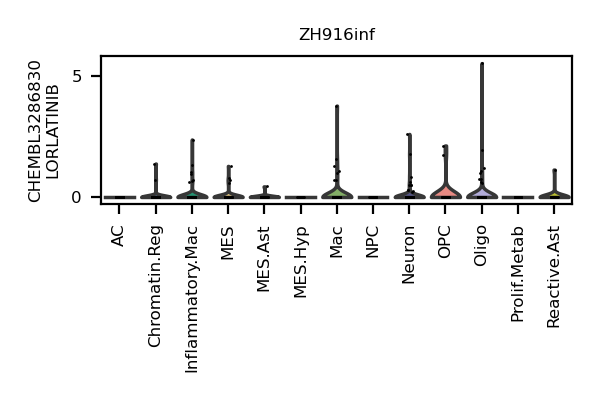 ZH916inf
CHEMBL3286830
LORLATINIB
5
0
AC
Chromatin.Reg
Inflammatory.Mac
MES
MES.Ast
MES.Hyp
Mac
NPC
Neuron
OPC
Oligo
Prolif.Metab
Reactive.Ast